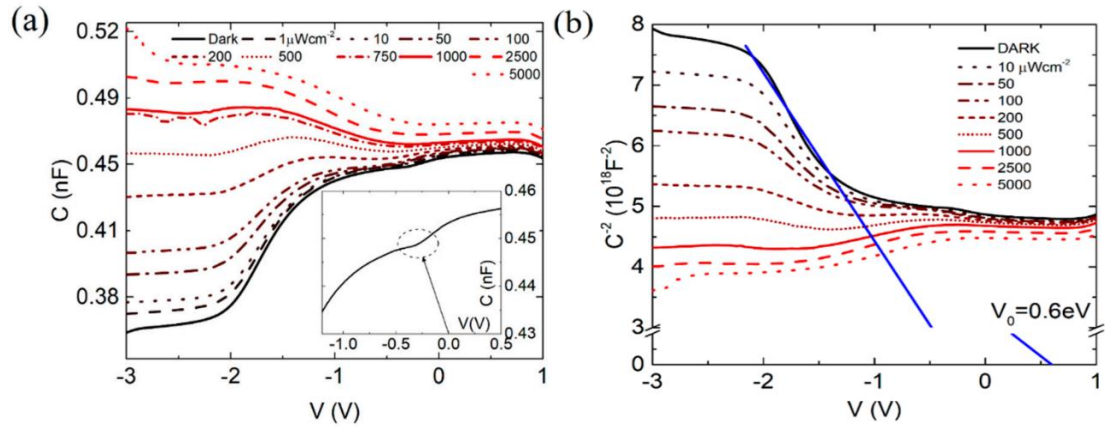 (a)
0.52
0.49
0.45
0.41
0.38
C (nF)
Dark 1μWcm-2 10 50 100
200 500 750 1000 2500
5000
0.46
0.45
0.44
0.43
C (nF)
-1.0 -0.5 0.0 0.5
V(V)
-3 -2 -1 0 1
V (V)
(b)
8
7
6
5
4
3
0
C-2 (1018F-2)
DARK
10 μWcm-2
50
100
200
500
1000
2500
5000
V0=0.6eV
-3 -2 -1 0 1
V (V)